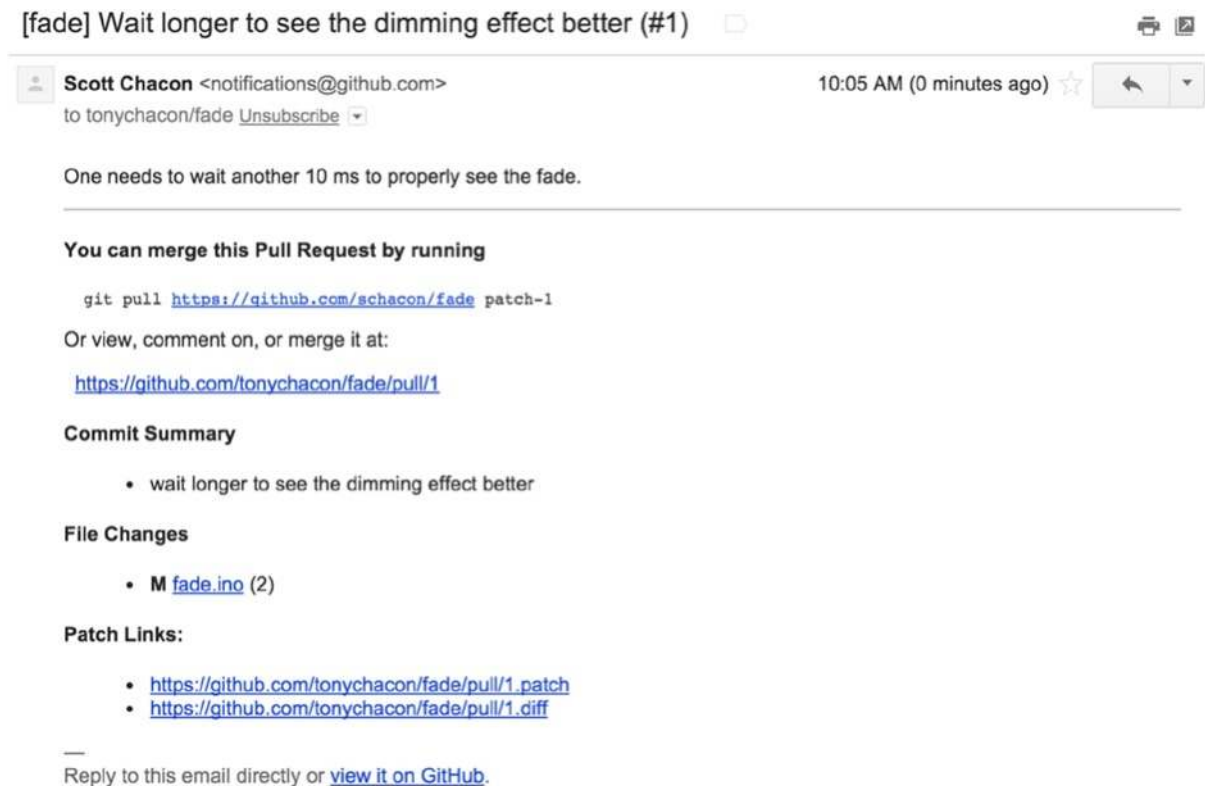 [fade] Wait longer to see the dimming effect better (#1)
Scott Chacon <notifications@github.com>
10:05 AM (0 minutes ago)
to tonychacon/fade Unsubscribe
One needs to wait another 10 ms to properly see the fade.
You can merge this Pull Request by running
git pull https://github.com/schacon/fade patch-1
Or view, comment on, or merge it at:
https://github.com/tonychacon/fade/pull/1
Commit Summary
• wait longer to see the dimming effect better
File Changes
• M fade.ino (2)
Patch Links:
• https://github.com/tonychacon/fade/pull/1.patch
• https://github.com/tonychacon/fade/pull/1.diff
—
Reply to this email directly or view it on GitHub.